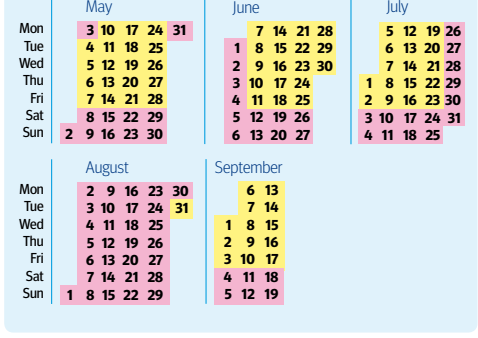 May June July
Mon 3 10 17 24 31 7 14 21 28 5 12 19 26
Tue 4 11 18 25 1 8 15 22 29 6 13 20 27
Wed 5 12 19 26 2 9 16 23 30 7 14 21 28
Thu 6 13 20 27 3 10 17 24 1 8 15 22 29
Fri 7 14 21 28 4 11 18 25 2 9 16 23 30
Sat 8 15 22 29 5 12 19 26 3 10 17 24 31
Sun 2 9 16 23 30 6 13 20 27 4 11 18 25
August September
Mon 2 9 16 23 30 6 13
Tue 3 10 17 24 31 7 14
Wed 4 11 18 25 1 8 15
Thu 5 12 19 26 2 9 16
Fri 6 13 20 27 3 10 17
Sat 7 14 21 28 4 11 18
Sun 1 8 15 22 29 5 12 19